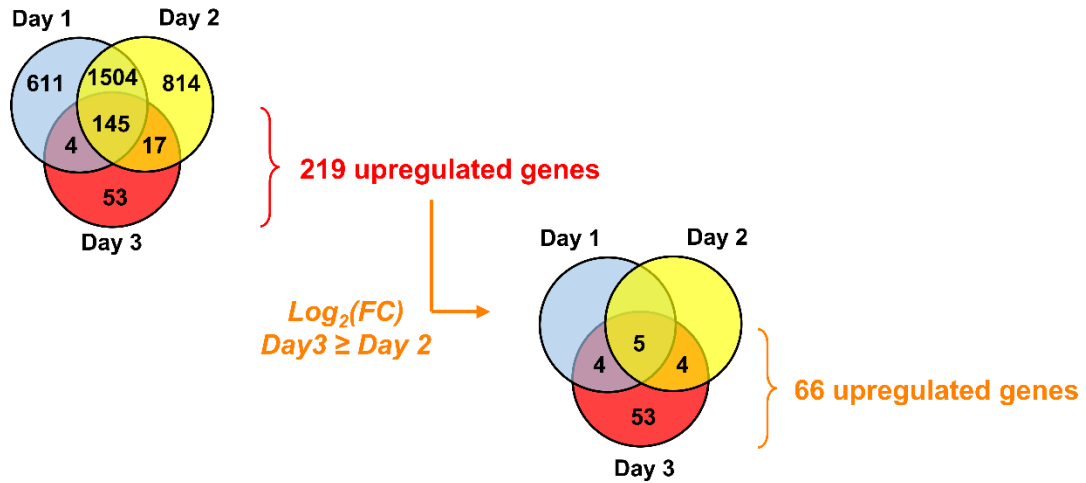 Day 1 Day 2
611 1504 814
145
4 17
219 upregulated genes
53
Day 3
Day 1 Day 2
Log₂(FC)
Day3 ≥ Day 2
5
4 4
66 upregulated genes
53
Day 3